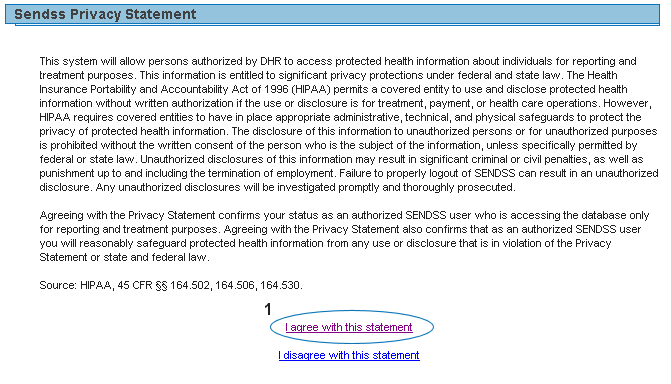 Sendss Privacy Statement
This system will allow persons authorized by DHR to access protected health information about individuals for reporting and
treatment purposes. This information is entitled to significant privacy protections under federal and state law. The Health
Insurance Portability and Accountability Act of 1996 (HIPAA) permits a covered entity to use and disclose protected health
information without written authorization if the use or disclosure is for treatment, payment, or health care operations. However,
HIPAA requires covered entities to have in place appropriate administrative, technical, and physical safeguards to protect the
privacy of protected health information. The disclosure of this information to unauthorized persons or for unauthorized purposes
is prohibited without the written consent of the person who is the subject of the information, unless specifically permitted by
federal or state law. Unauthorized disclosures of this information may result in significant criminal or civil penalties, as well as
punishment up to and including the termination of employment. Failure to properly logout of SENDSS can result in an unauthorized
disclosure. Any unauthorized disclosures will be investigated promptly and thoroughly prosecuted.
Agreeing with the Privacy Statement confirms your status as an authorized SENDSS user who is accessing the database only
for reporting and treatment purposes. Agreeing with the Privacy Statement also confirms that as an authorized SENDSS user
you will reasonably safeguard protected health information from any use or disclosure that is in violation of the Privacy
Statement or state and federal law.
Source: HIPAA, 45 CFR §§ 164.502, 164.506, 164.530.
1
I agree with this statement
I disagree with this statement